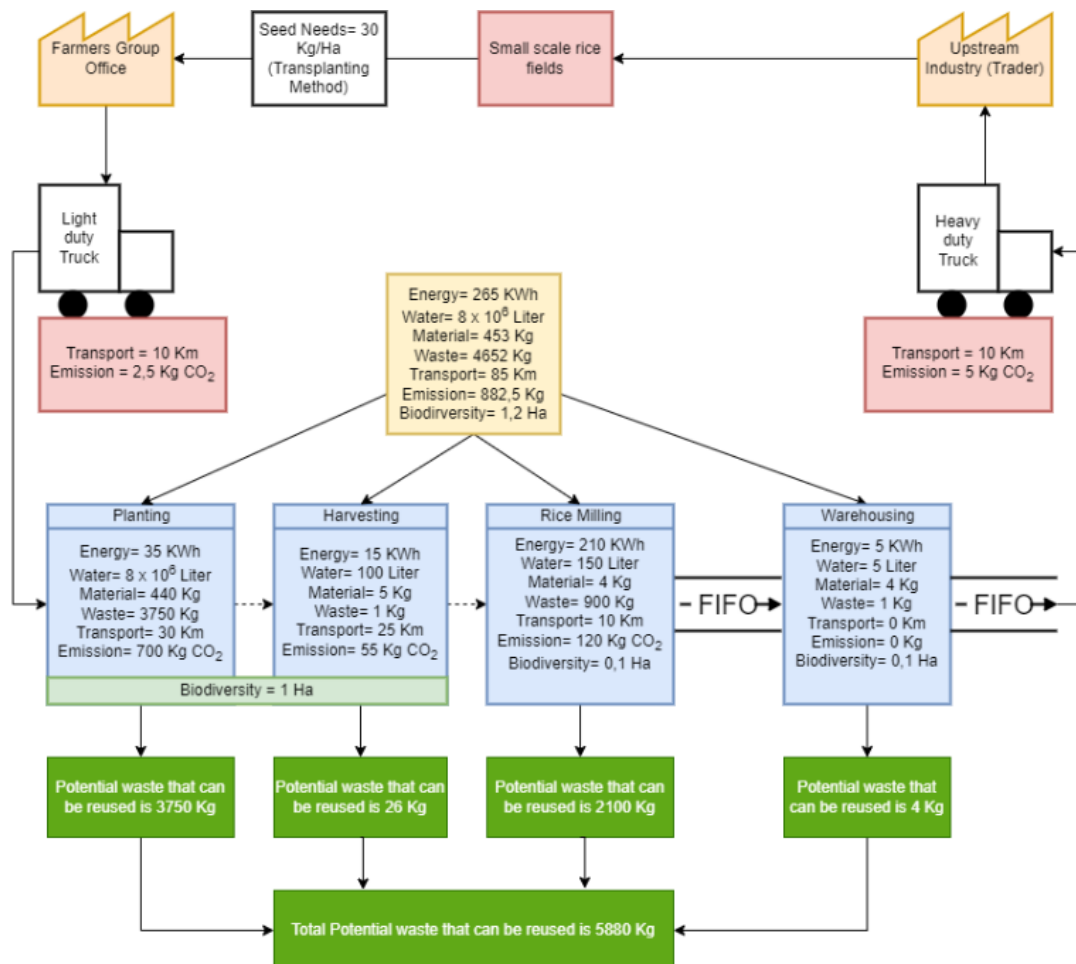 Farmers Group
Office
Seed Needs= 30
Kg/Ha
(Transplanting
Method)
Small scale rice
fields
Upstream
Industry (Trader)
Light
duty
Truck
Heavy
duty
Truck
Transport = 10 Km
Emission = 2,5 Kg CO₂
Energy= 265 KWh
Water= 8 x 10⁶ Liter
Material= 453 Kg
Waste= 4652 Kg
Transport= 85 Km
Emission= 882,5 Kg
Biodirversity= 1,2 Ha
Transport = 10 Km
Emission = 5 Kg CO₂
Planting
Energy= 35 KWh
Water= 8 x 10⁶ Liter
Material= 440 Kg
Waste= 3750 Kg
Transport= 30 Km
Emission= 700 Kg CO₂
Harvesting
Energy= 15 KWh
Water= 100 Liter
Material= 5 Kg
Waste= 1 Kg
Transport= 25 Km
Emission= 55 Kg CO₂
Biodiversity = 1 Ha
Rice Milling
Energy= 210 KWh
Water= 150 Liter
Material= 4 Kg
Waste= 900 Kg
Transport= 10 Km
Emission= 120 Kg CO₂
Biodiversity= 0,1 Ha
FIFO
Warehousing
Energy= 5 KWh
Water= 5 Liter
Material= 4 Kg
Waste= 1 Kg
Transport= 0 Km
Emission= 0 Kg
Biodiversity= 0,1 Ha
FIFO
Potential waste that can
be reused is 3750 Kg
Potential waste that can
be reused is 26 Kg
Potential waste that can
be reused is 2100 Kg
Potential waste that
can be reused is 4 Kg
Total Potential waste that can be reused is 5880 Kg